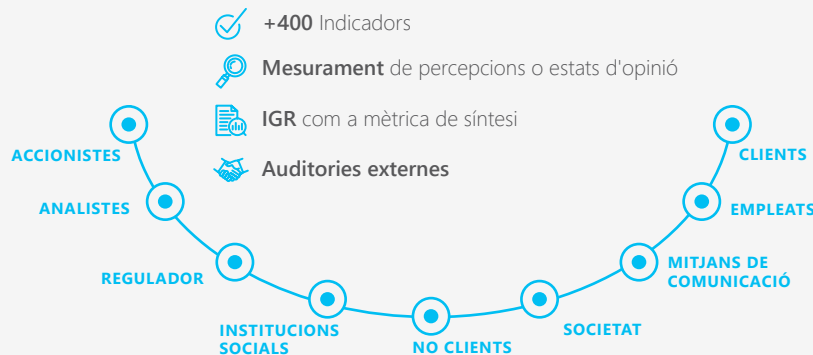 +400 Indicadors
Mesurament de percepcions o estats d'opinió
IGR com a mètrica de síntesi
Auditories externes
ACCIONISTES
ANALISTES
REGULADOR
INSTITUCIONS
SOCIALS
NO CLIENTS
SOCIETAT
MITJANS DE
COMUNICACIÓ
EMPLEATS
CLIENTS